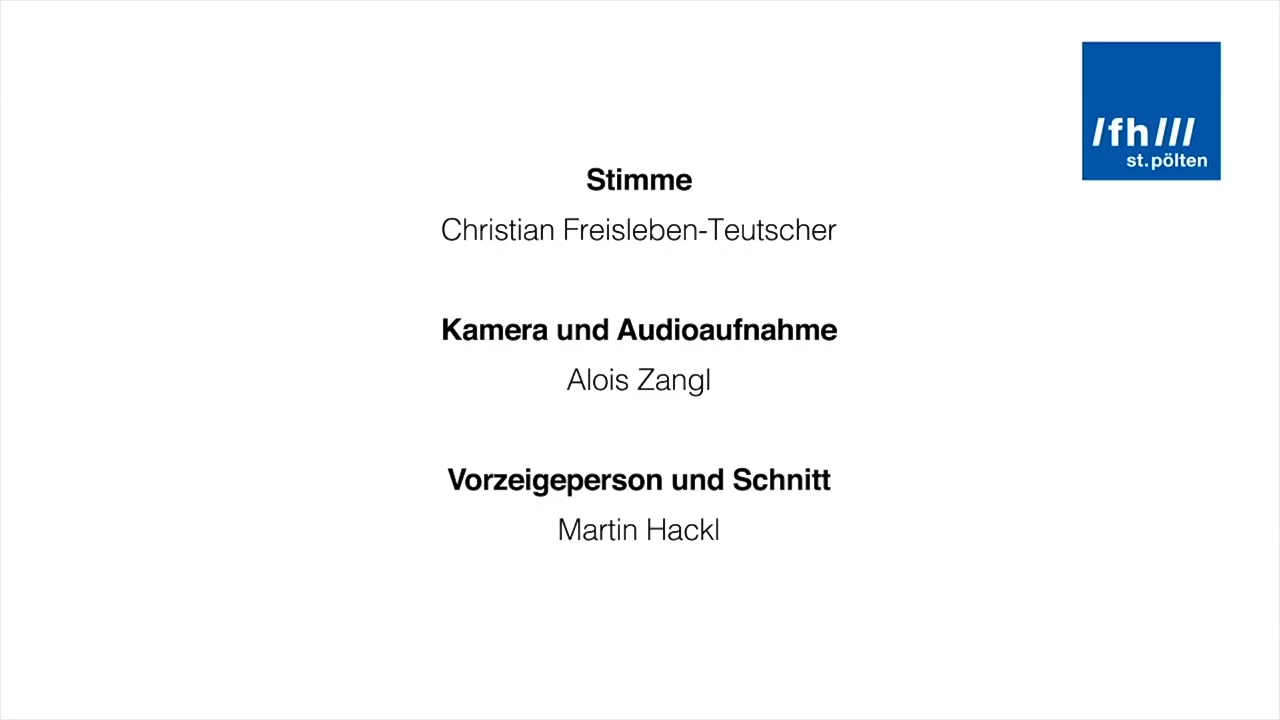 /fh///
st.pölten
Stimme
Christian Freisleben-Teutscher
Kamera und Audioaufnahme
Alois Zangl
Vorzeigeperson und Schnitt
Martin Hackl